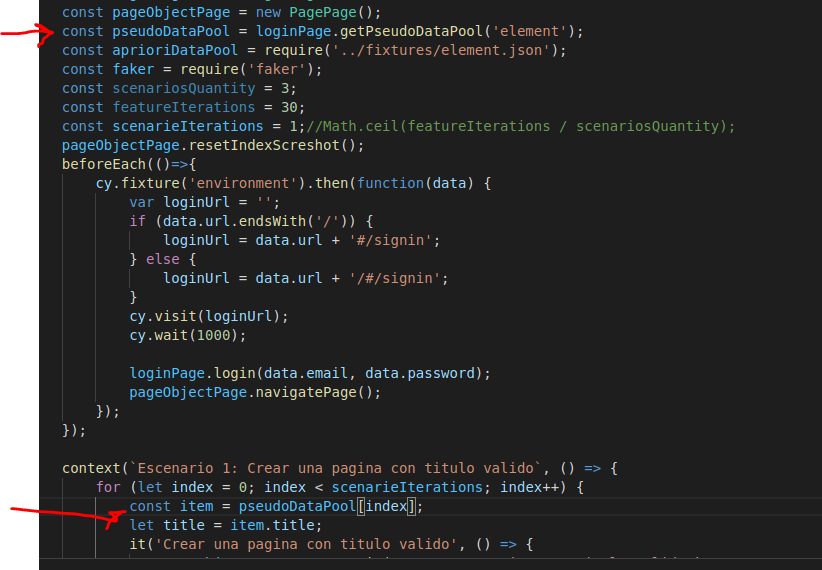 const pageObjectPage = new PagePage();
const pseudoDataPool = loginPage.getPseudoDataPool('element');
const aprioriDataPool = require('../fixtures/element.json');
const faker = require('faker');
const scenariosQuantity = 3;
const featureIterations = 30;
const scenarieIterations = 1;//Math.ceil(featureIterations / scenariosQuantity);
pageObjectPage.resetIndexScreshot();
beforeEach(()=>{
cy.fixture('environment').then(function(data) {
var loginUrl = '';
if (data.url.endsWith('/')) {
loginUrl = data.url + '#/signin';
} else {
loginUrl = data.url + '/#/signin';
}
cy.visit(loginUrl);
cy.wait(1000);
loginPage.login(data.email, data.password);
pageObjectPage.navigatePage();
});
});
context(`Escenario 1: Crear una pagina con titulo valido`, () => {
for (let index = 0; index < scenarieIterations; index++) {
const item = pseudoDataPool[index];
let title = item.title;
it('Crear una pagina con titulo valido', () => {